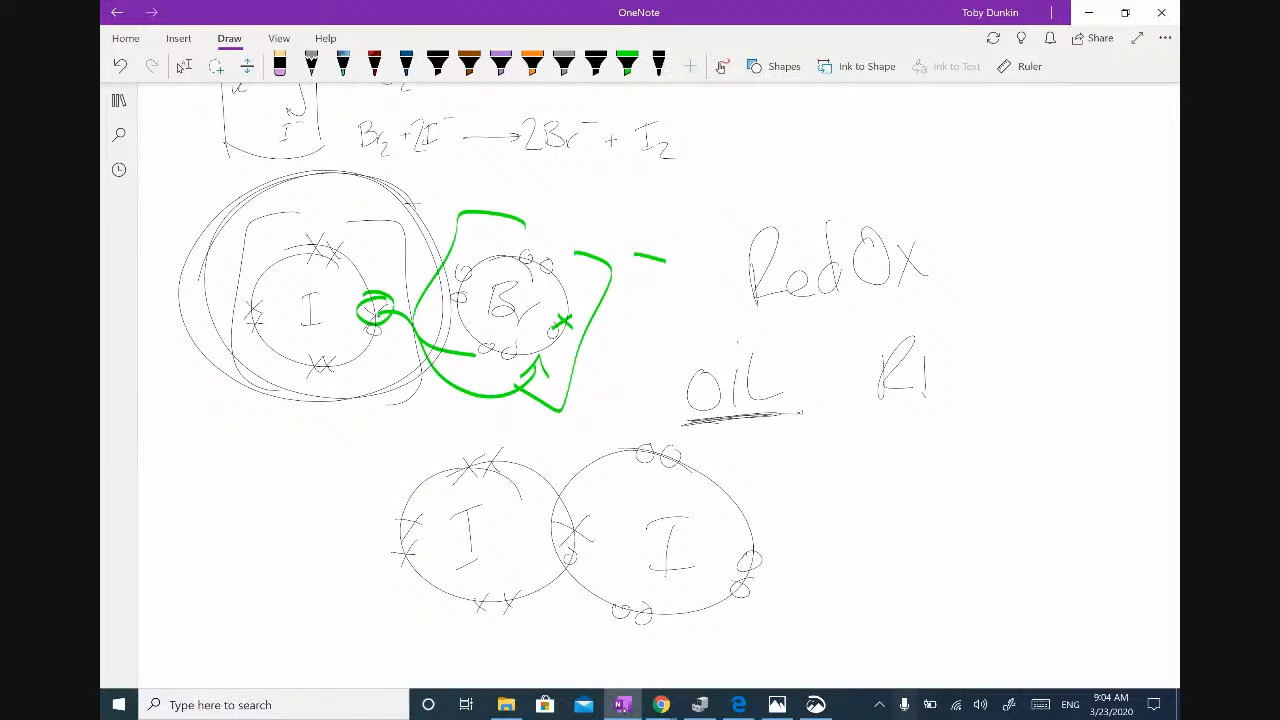 OneNote
Toby Dunkin
Home Insert Draw View Help
Share
Shapes Ink to Shape Ink to Text Ruler
I⁻
Br₂ + 2I⁻ → 2Br⁻ + I₂
I Br
RedOx
OIL RI
I I
Type here to search
ENG
9:04 AM
3/23/2020